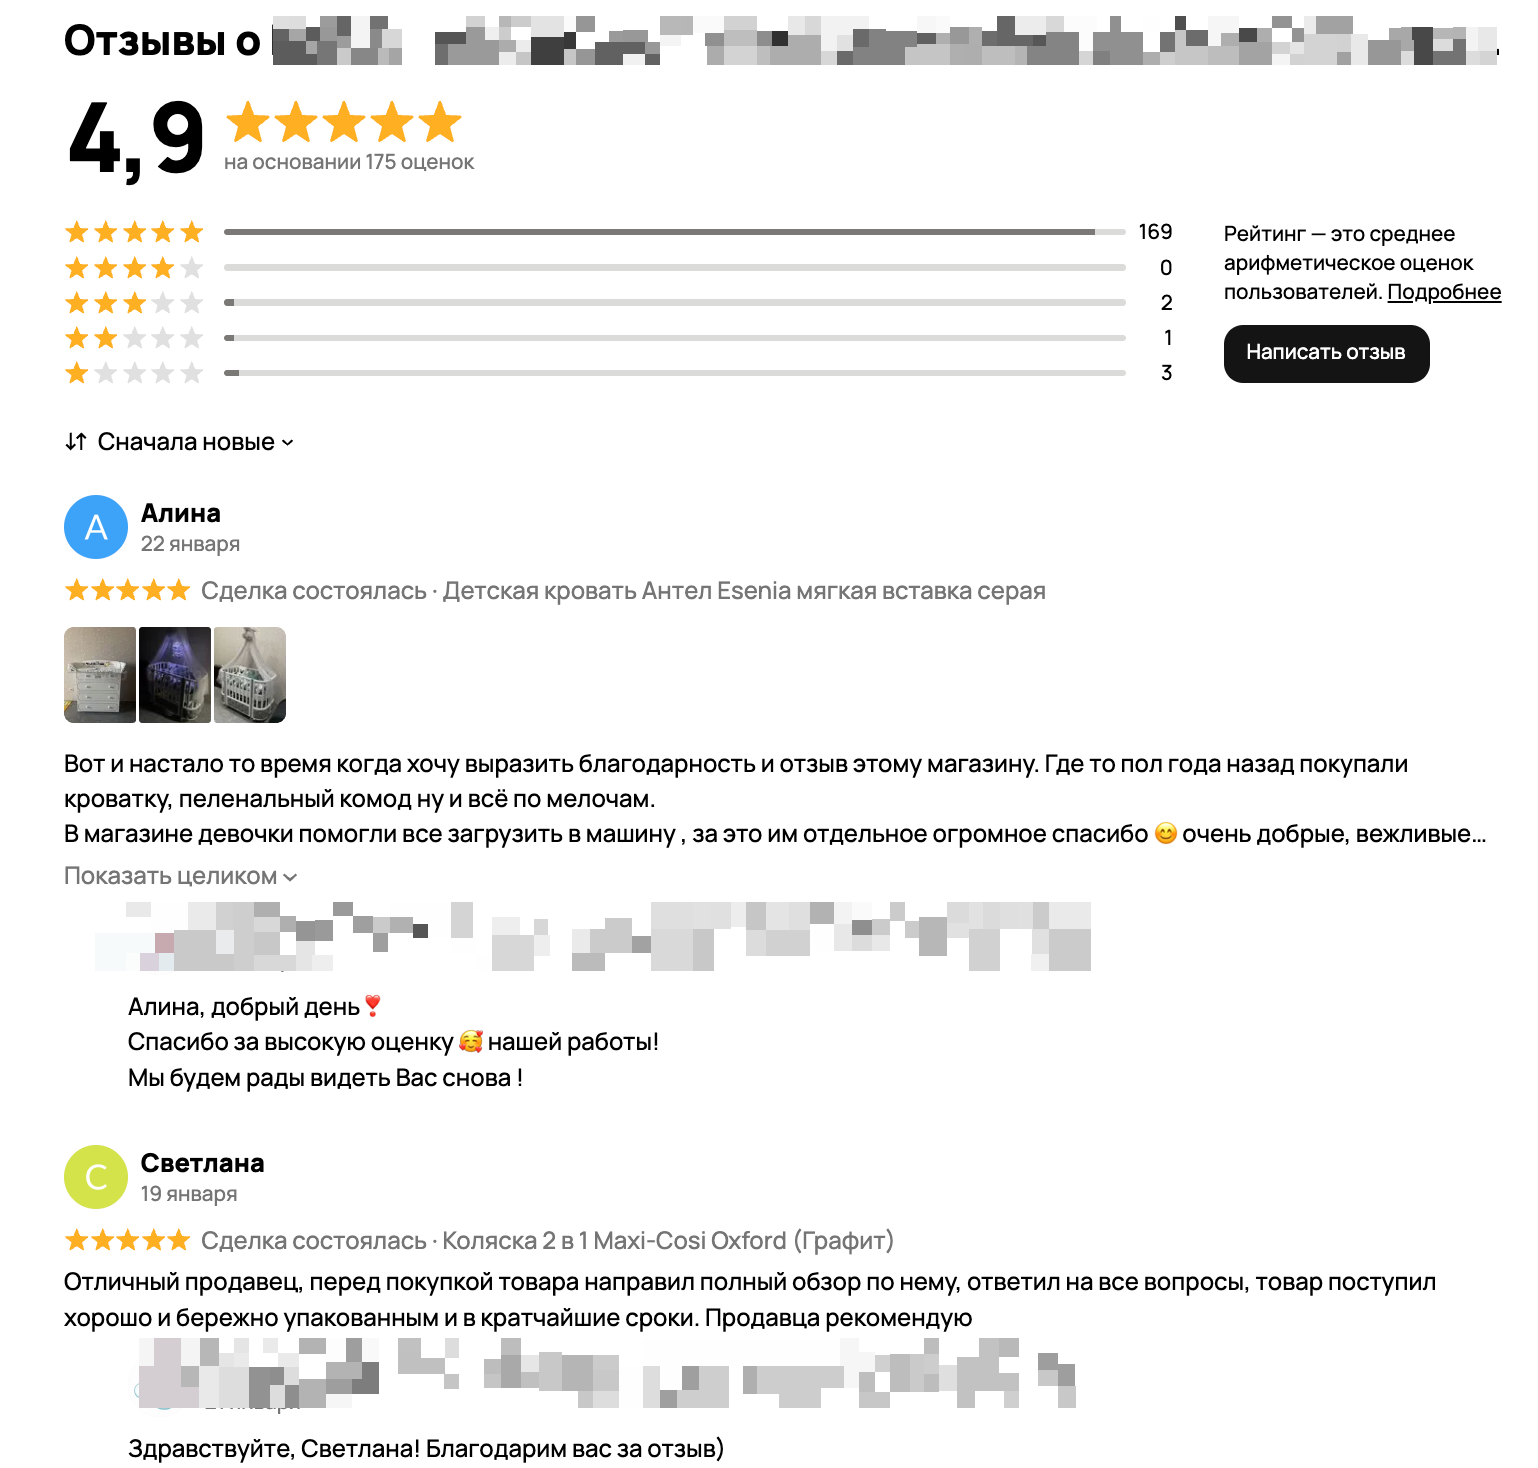 Отзывы о
4,9
на основании 175 оценок
169
0
2
1
3
Рейтинг — это среднее
арифметическое оценок
пользователей. Подробнее
Написать отзыв
Сначала новые
А
Алина
22 января
Сделка состоялась · Детская кровать Антел Esenia мягкая вставка серая
Вот и настало то время когда хочу выразить благодарность и отзыв этому магазину. Где то пол года назад покупали
кроватку, пеленальный комод ну и всё по мелочам.
В магазине девочки помогли все загрузить в машину , за это им отдельное огромное спасибо 😊 очень добрые, вежливые…
Показать целиком
Алина, добрый день❣️
Спасибо за высокую оценку 🥰 нашей работы!
Мы будем рады видеть Вас снова !
С
Светлана
19 января
Сделка состоялась · Коляска 2 в 1 Maxi-Cosi Oxford (Графит)
Отличный продавец, перед покупкой товара направил полный обзор по нему, ответил на все вопросы, товар поступил
хорошо и бережно упакованным и в кратчайшие сроки. Продавца рекомендую
Здравствуйте, Светлана! Благодарим вас за отзыв)